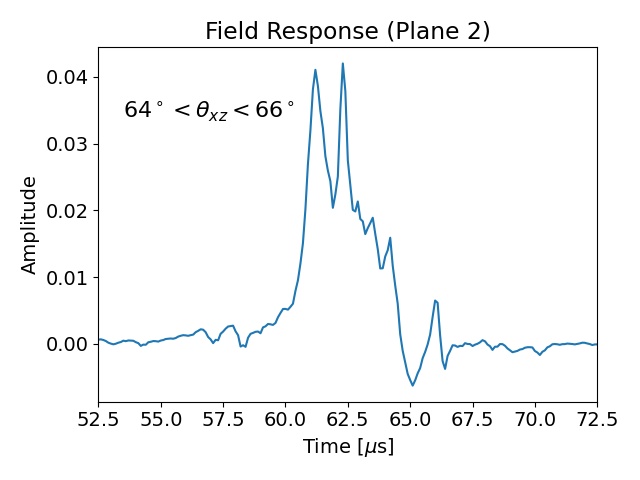 Field Response (Plane 2)
0.04
64° < θxz < 66°
0.03
0.02
0.01
0.00
Amplitude
52.5 55.0 57.5 60.0 62.5 65.0 67.5 70.0 72.5
Time [μs]